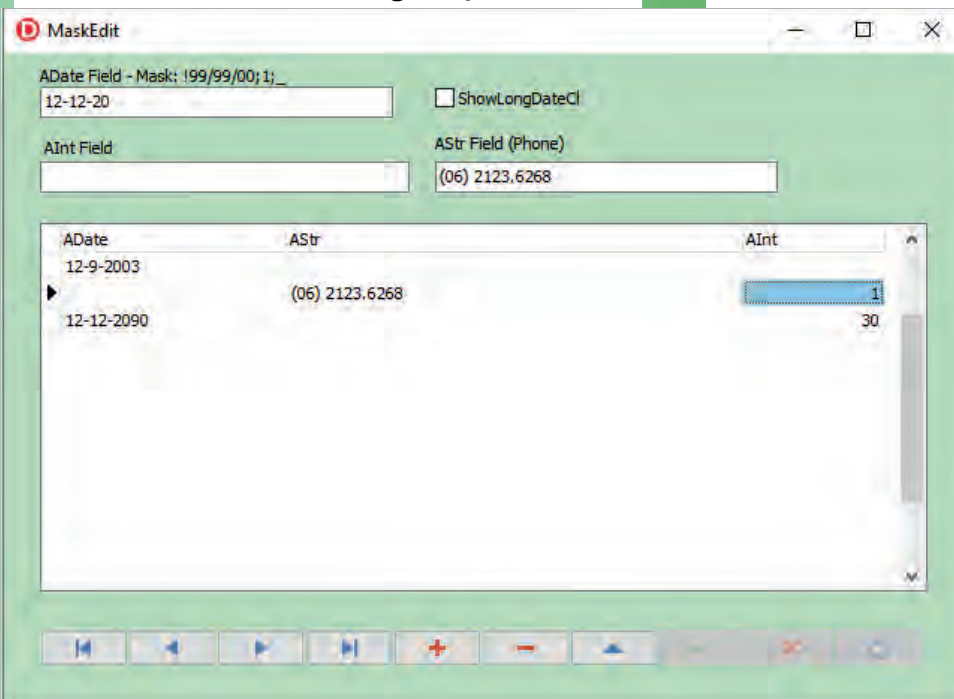 MaskEdit
ADate Field - Mask: !99/99/00;1;_
12-12-20
ShowLongDateCl
AInt Field
AStr Field (Phone)
(06) 2123.6268
ADate AStr AInt
12-9-2003
(06) 2123.6268 1
12-12-2090 30